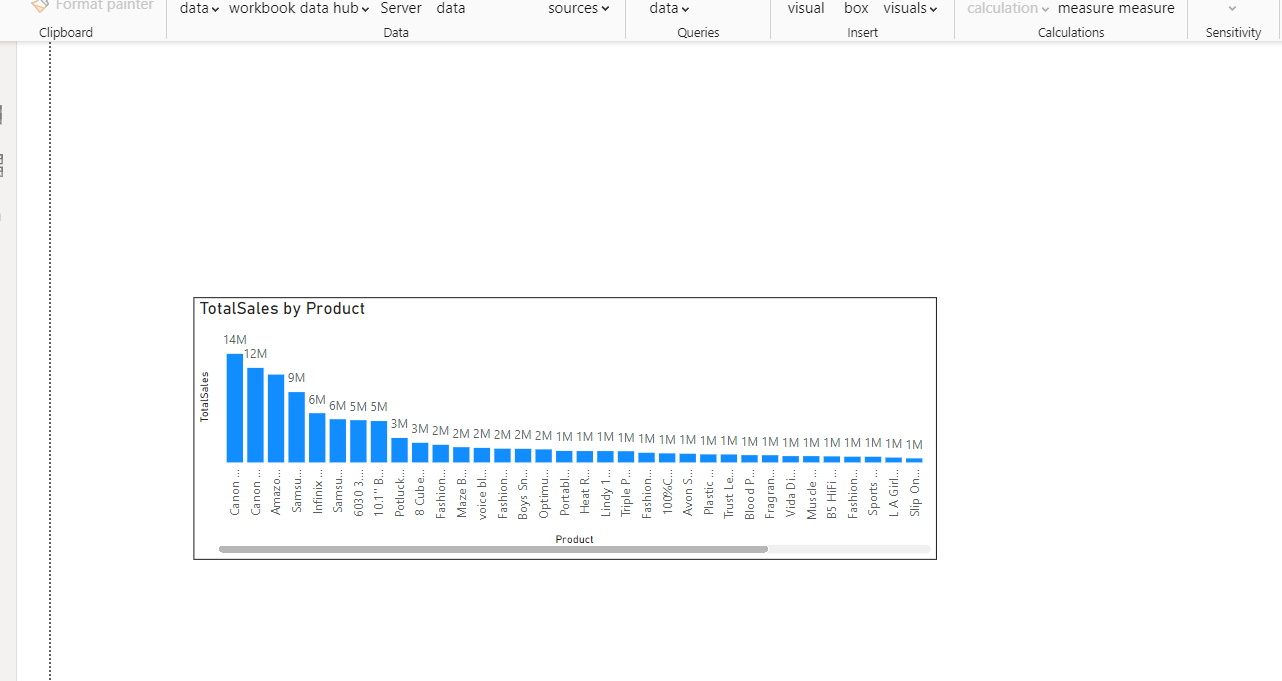 Format painter
data workbook data hub Server data sources data visual box visuals calculation measure measure
Clipboard Data Queries Insert Calculations Sensitivity
TotalSales by Product
14M
12M
9M
6M 6M 5M 5M
3M 3M 2M 2M 2M 2M 2M 2M 1M 1M 1M 1M 1M 1M 1M 1M 1M 1M 1M 1M 1M 1M 1M 1M 1M 1M
TotalSales
Canon ...
Canon ...
Amazo...
Samsu...
Infinix ...
Samsu...
6030 3...
10.1" B...
Potluck...
8 Cube...
Fashion...
Maze B...
voice bl...
Fashion...
Boys Sn...
Optimu...
Portabl...
Heat R...
Lindy 1...
Triple P...
Fashion...
100%C...
Avon S...
Plastic ...
Trust Le...
Blood P...
Fragran...
Vida Di...
Muscle ...
B5 HiFi ...
Fashion...
Sports ...
L.A Girl...
Slip On...
Product